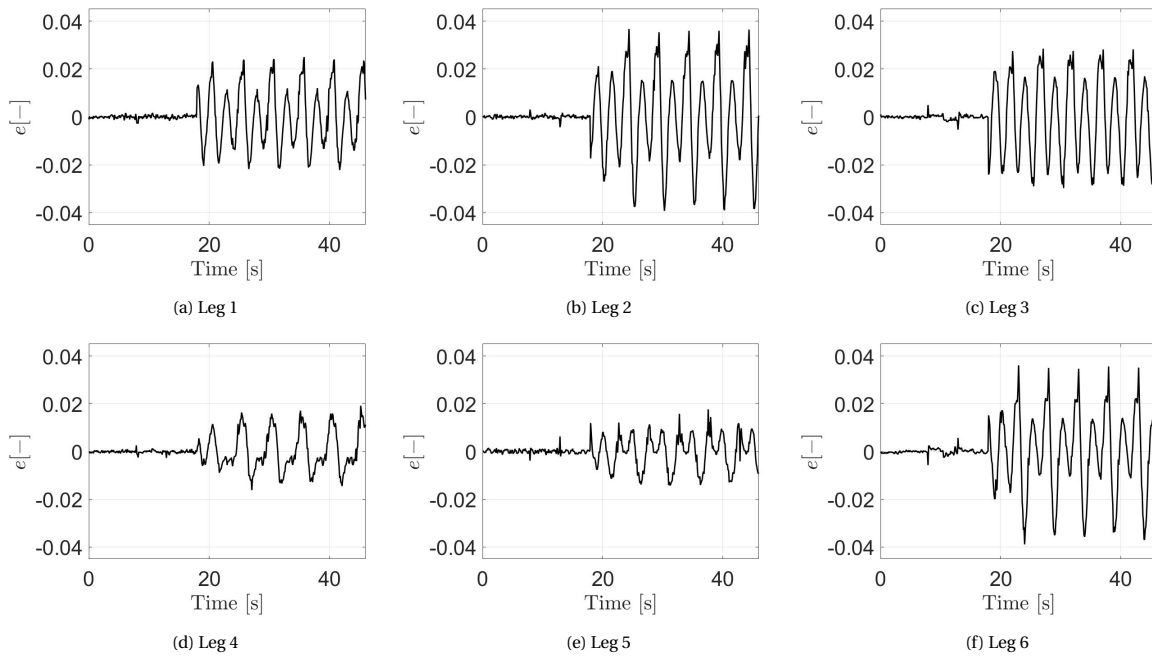 0.04 0.04 0.04
0.02 0.02 0.02
e[−] 0 e[−] 0 e[−] 0
-0.02 -0.02 -0.02
-0.04 -0.04 -0.04
0 20 40 0 20 40 0 20 40
Time [s] Time [s] Time [s]
(a) Leg 1 (b) Leg 2 (c) Leg 3
0.04 0.04 0.04
0.02 0.02 0.02
e[−] 0 e[−] 0 e[−] 0
-0.02 -0.02 -0.02
-0.04 -0.04 -0.04
0 20 40 0 20 40 0 20 40
Time [s] Time [s] Time [s]
(d) Leg 4 (e) Leg 5 (f) Leg 6